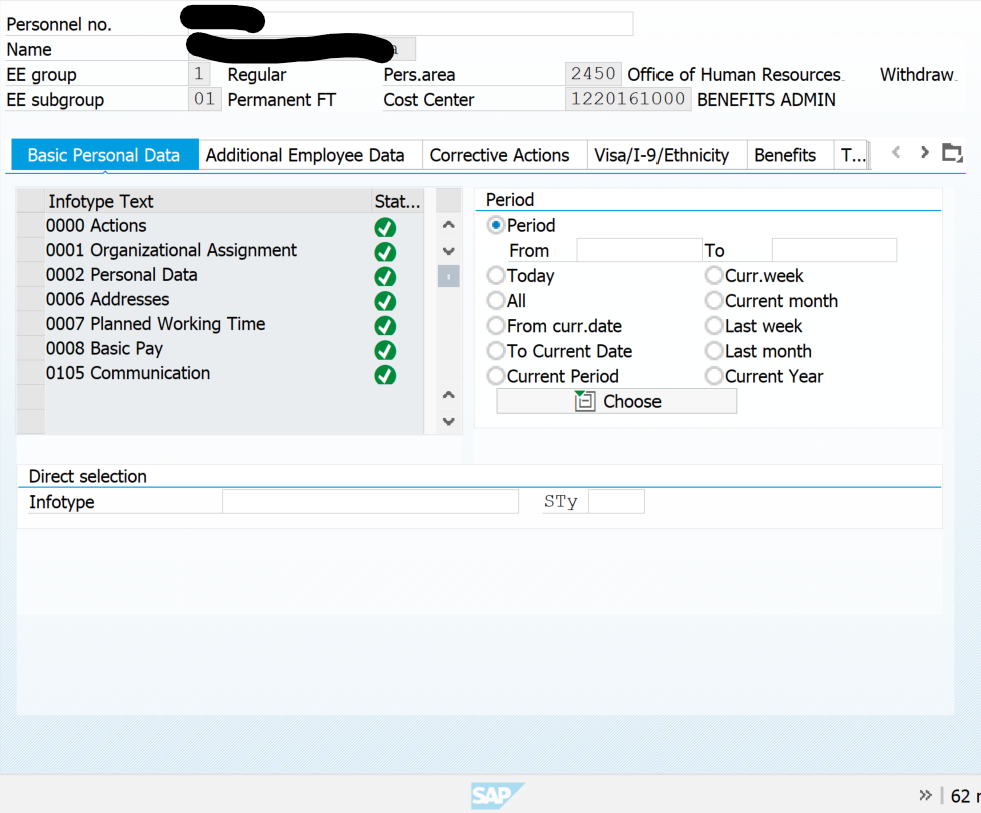 Personnel no.
Name
EE group 1 Regular Pers.area 2450 Office of Human Resources Withdraw
EE subgroup 01 Permanent FT Cost Center 1220161000 BENEFITS ADMIN
Basic Personal Data Additional Employee Data Corrective Actions Visa/I-9/Ethnicity Benefits T...
Infotype Text Stat...
0000 Actions
0001 Organizational Assignment
0002 Personal Data
0006 Addresses
0007 Planned Working Time
0008 Basic Pay
0105 Communication
Period
Period
From To
Today Curr.week
All Current month
From curr.date Last week
To Current Date Last month
Current Period Current Year
Choose
Direct selection
Infotype STy
SAP
62